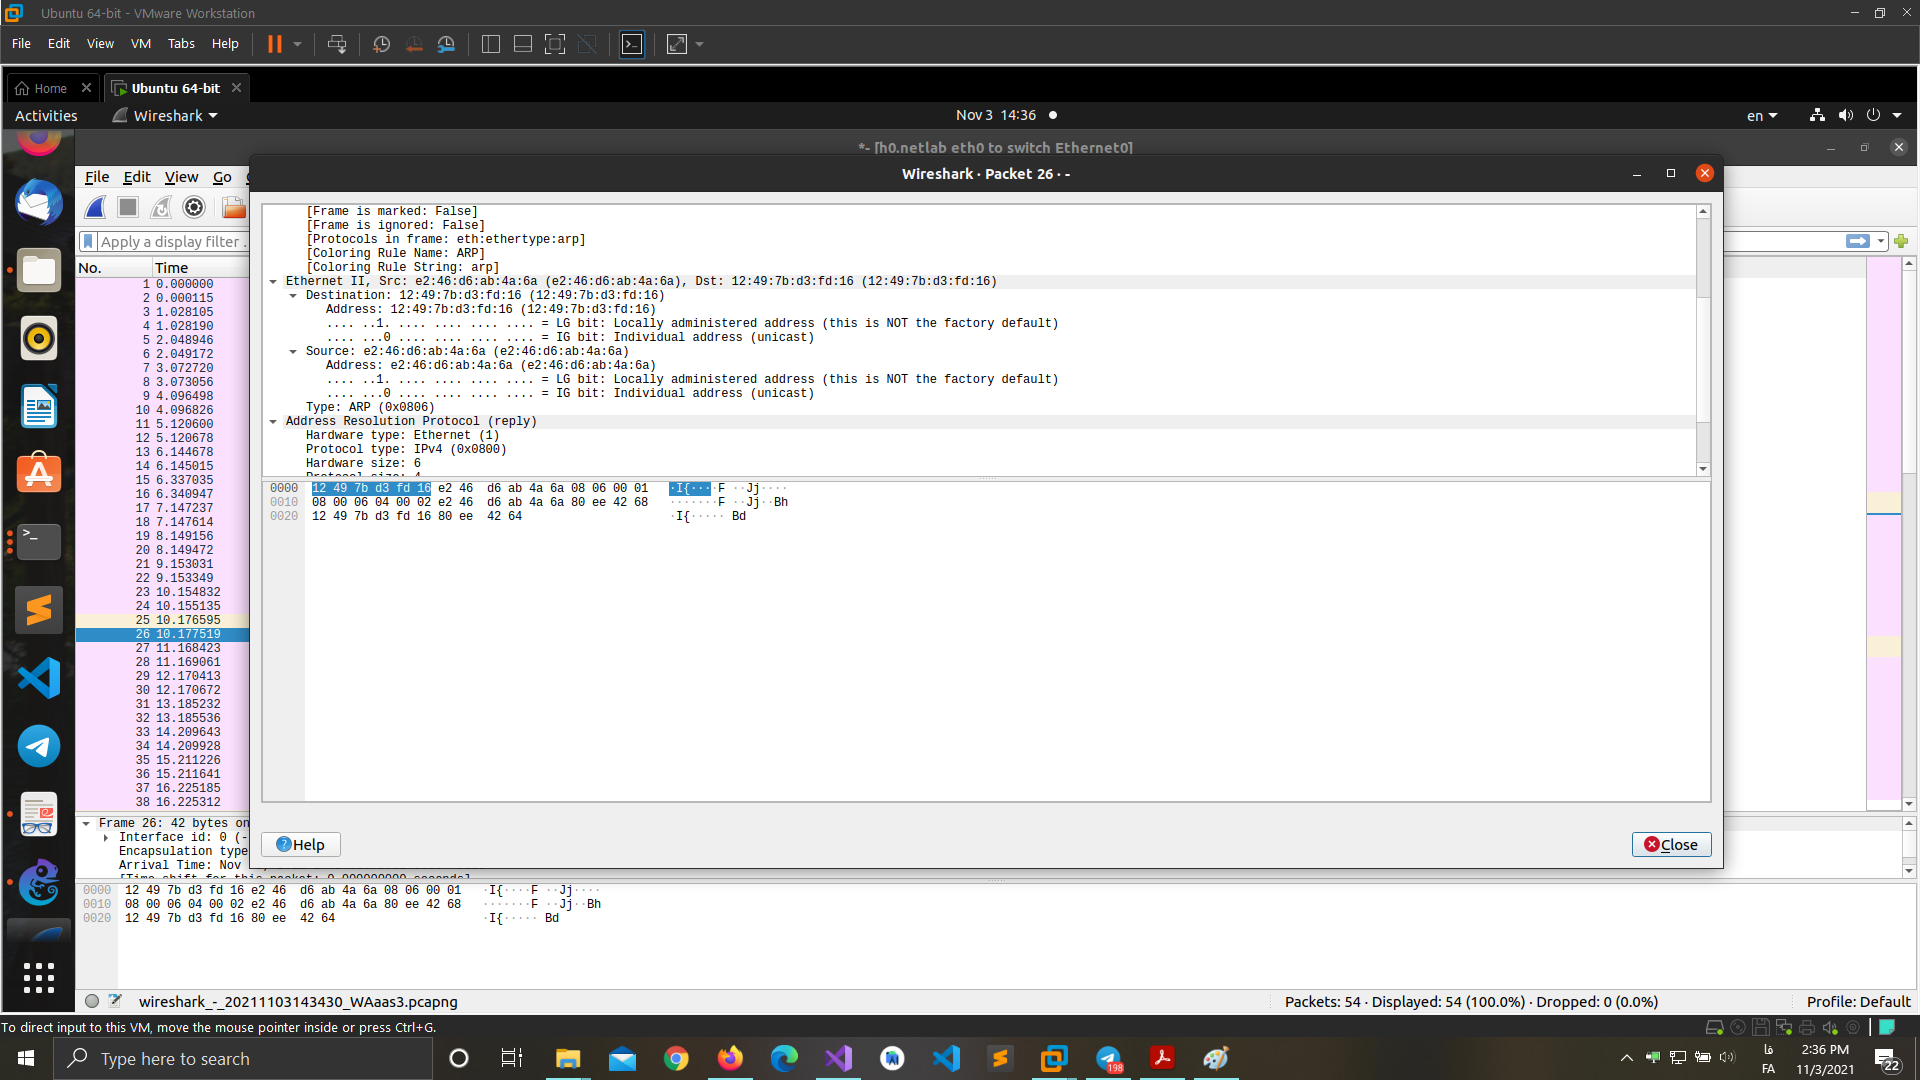 Ubuntu 64-bit - VMware Workstation
File Edit View VM Tabs Help
Home
Ubuntu 64-bit
Activities
Wireshark
Nov 3 14:36
en
*- [h0.netlab eth0 to switch Ethernet0]
File Edit View Go
Wireshark · Packet 26 · -
Apply a display filter ..
No. Time
1 0.000000
2 0.000115
3 1.028105
4 1.028190
5 2.048946
6 2.049172
7 3.072720
8 3.073056
9 4.096498
10 4.096826
11 5.120600
12 5.120678
13 6.144678
14 6.145015
15 6.337035
16 6.340947
17 7.147237
18 7.147614
19 8.149156
20 8.149472
21 9.153031
22 9.153349
23 10.154832
24 10.155135
25 10.176595
26 10.177519
27 11.168423
28 11.169061
29 12.170413
30 12.170672
31 13.185232
32 13.185536
33 14.209643
34 14.209928
35 15.211226
36 15.211641
37 16.225185
38 16.225312
[Frame is marked: False]
[Frame is ignored: False]
[Protocols in frame: eth:ethertype:arp]
[Coloring Rule Name: ARP]
[Coloring Rule String: arp]
Ethernet II, Src: e2:46:d6:ab:4a:6a (e2:46:d6:ab:4a:6a), Dst: 12:49:7b:d3:fd:16 (12:49:7b:d3:fd:16)
Destination: 12:49:7b:d3:fd:16 (12:49:7b:d3:fd:16)
Address: 12:49:7b:d3:fd:16 (12:49:7b:d3:fd:16)
.... ..1. .... .... .... .... = LG bit: Locally administered address (this is NOT the factory default)
.... ...0 .... .... .... .... = IG bit: Individual address (unicast)
Source: e2:46:d6:ab:4a:6a (e2:46:d6:ab:4a:6a)
Address: e2:46:d6:ab:4a:6a (e2:46:d6:ab:4a:6a)
.... ..1. .... .... .... .... = LG bit: Locally administered address (this is NOT the factory default)
.... ...0 .... .... .... .... = IG bit: Individual address (unicast)
Type: ARP (0x0806)
Address Resolution Protocol (reply)
Hardware type: Ethernet (1)
Protocol type: IPv4 (0x0800)
Hardware size: 6
Protocol size: 4
0000 12 49 7b d3 fd 16 e2 46 d6 ab 4a 6a 08 06 00 01 ·I{····F ··Jj····
0010 08 00 06 04 00 02 e2 46 d6 ab 4a 6a 80 ee 42 68 ·······F ··Jj··Bh
0020 12 49 7b d3 fd 16 80 ee 42 64 ·I{····· Bd
Help
Close
Frame 26: 42 bytes on
Interface id: 0 (-
Encapsulation type
Arrival Time: Nov
[Time shift for this packet: 0.000000000 seconds]
0000 12 49 7b d3 fd 16 e2 46 d6 ab 4a 6a 08 06 00 01 ·I{····F ··Jj····
0010 08 00 06 04 00 02 e2 46 d6 ab 4a 6a 80 ee 42 68 ·······F ··Jj··Bh
0020 12 49 7b d3 fd 16 80 ee 42 64 ·I{····· Bd
wireshark_-_20211103143430_WAaas3.pcapng
Packets: 54 · Displayed: 54 (100.0%) · Dropped: 0 (0.0%)
Profile: Default
To direct input to this VM, move the mouse pointer inside or press Ctrl+G.
Type here to search
198
فا
FA
2:36 PM
11/3/2021
22